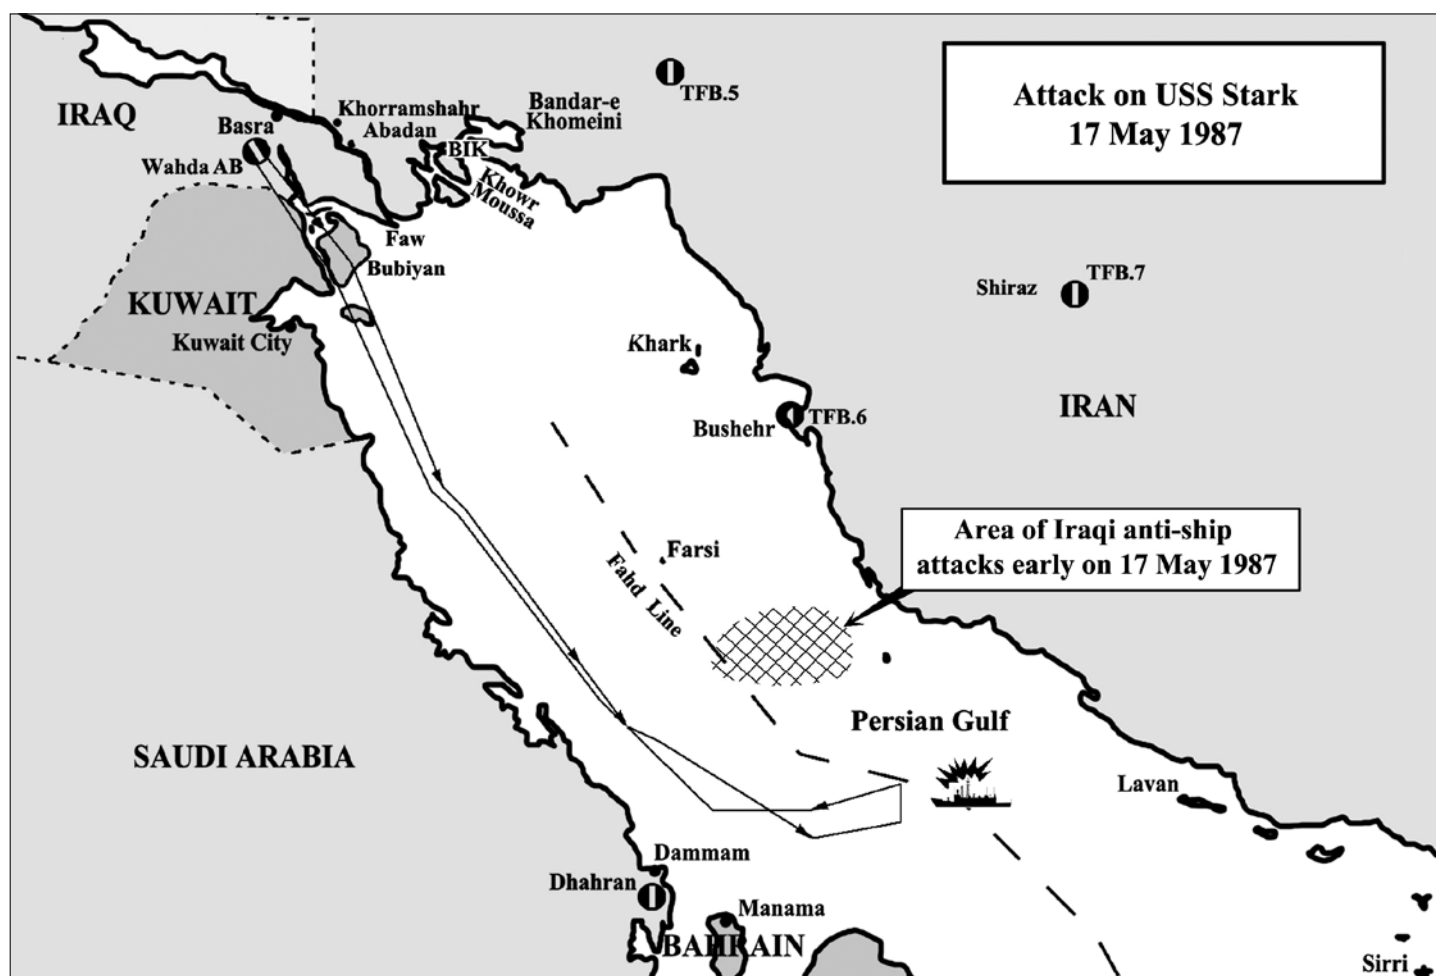 Attack on USS Stark
17 May 1987
TFB.5
IRAQ
Basra
Khorramshahr
Abadan
Bandar-e
Khomeini
BIK
Wahda AB
Khowr
Moussa
Faw
Bubiyan
KUWAIT
Kuwait City
Shiraz
TFB.7
Khark
IRAN
Bushehr
TFB.6
Area of Iraqi anti-ship
attacks early on 17 May 1987
Farsi
Fahd Line
Persian Gulf
SAUDI ARABIA
Lavan
Dammam
Dhahran
Manama
BAHRAIN
Sirri